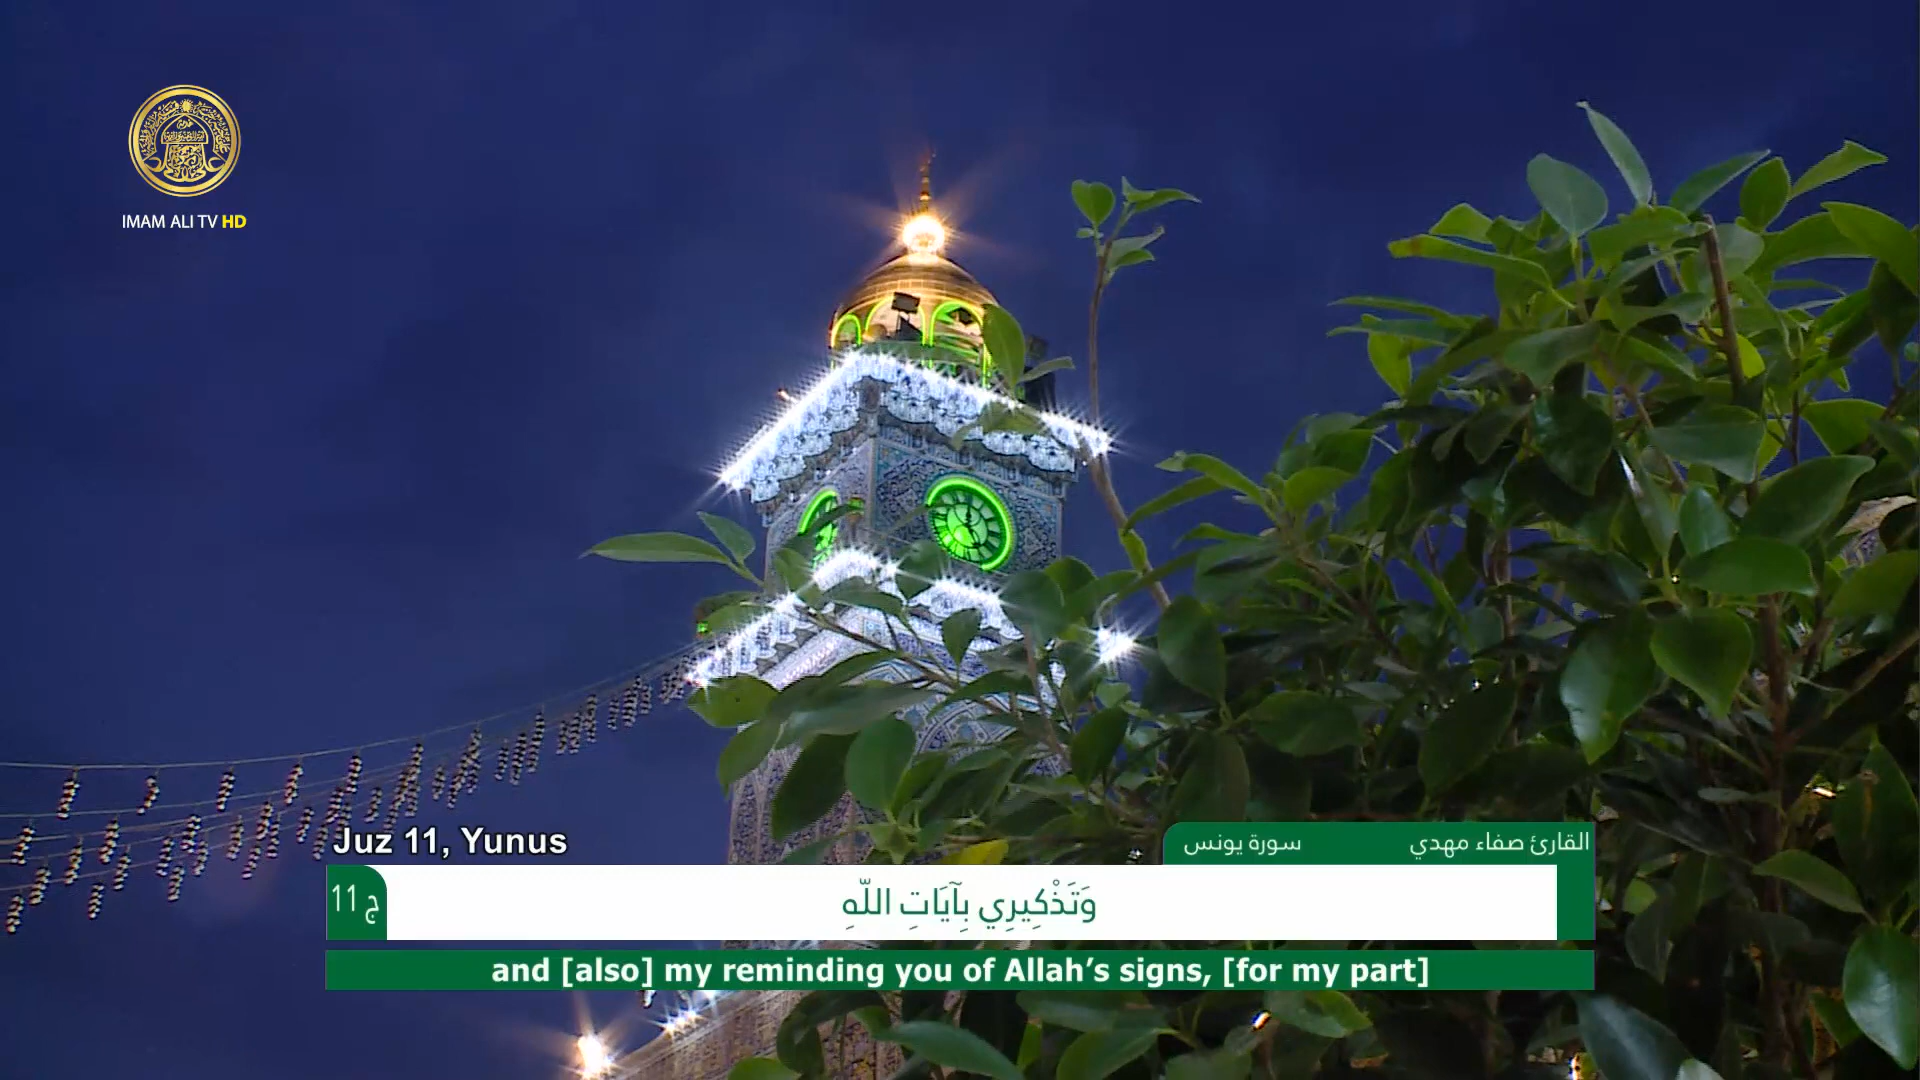 IMAM ALI TV HD
Juz 11, Yunus
القارئ صفاء مهدي
سورة يونس
ج 11
وَتَذْكِيرِي بِآيَاتِ اللّهِ
and [also] my reminding you of Allah’s signs, [for my part]